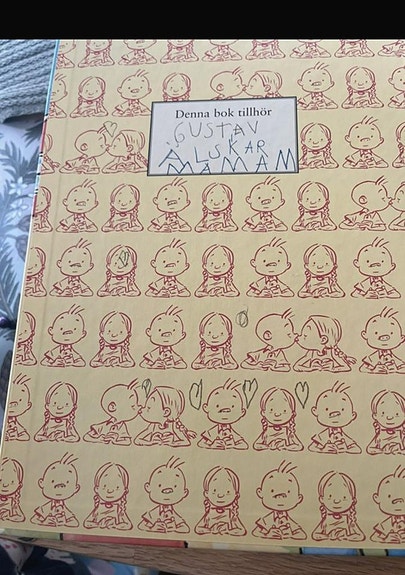 Denna bok tillhör
GUSTAV
ÄLSKAR
MAMAM